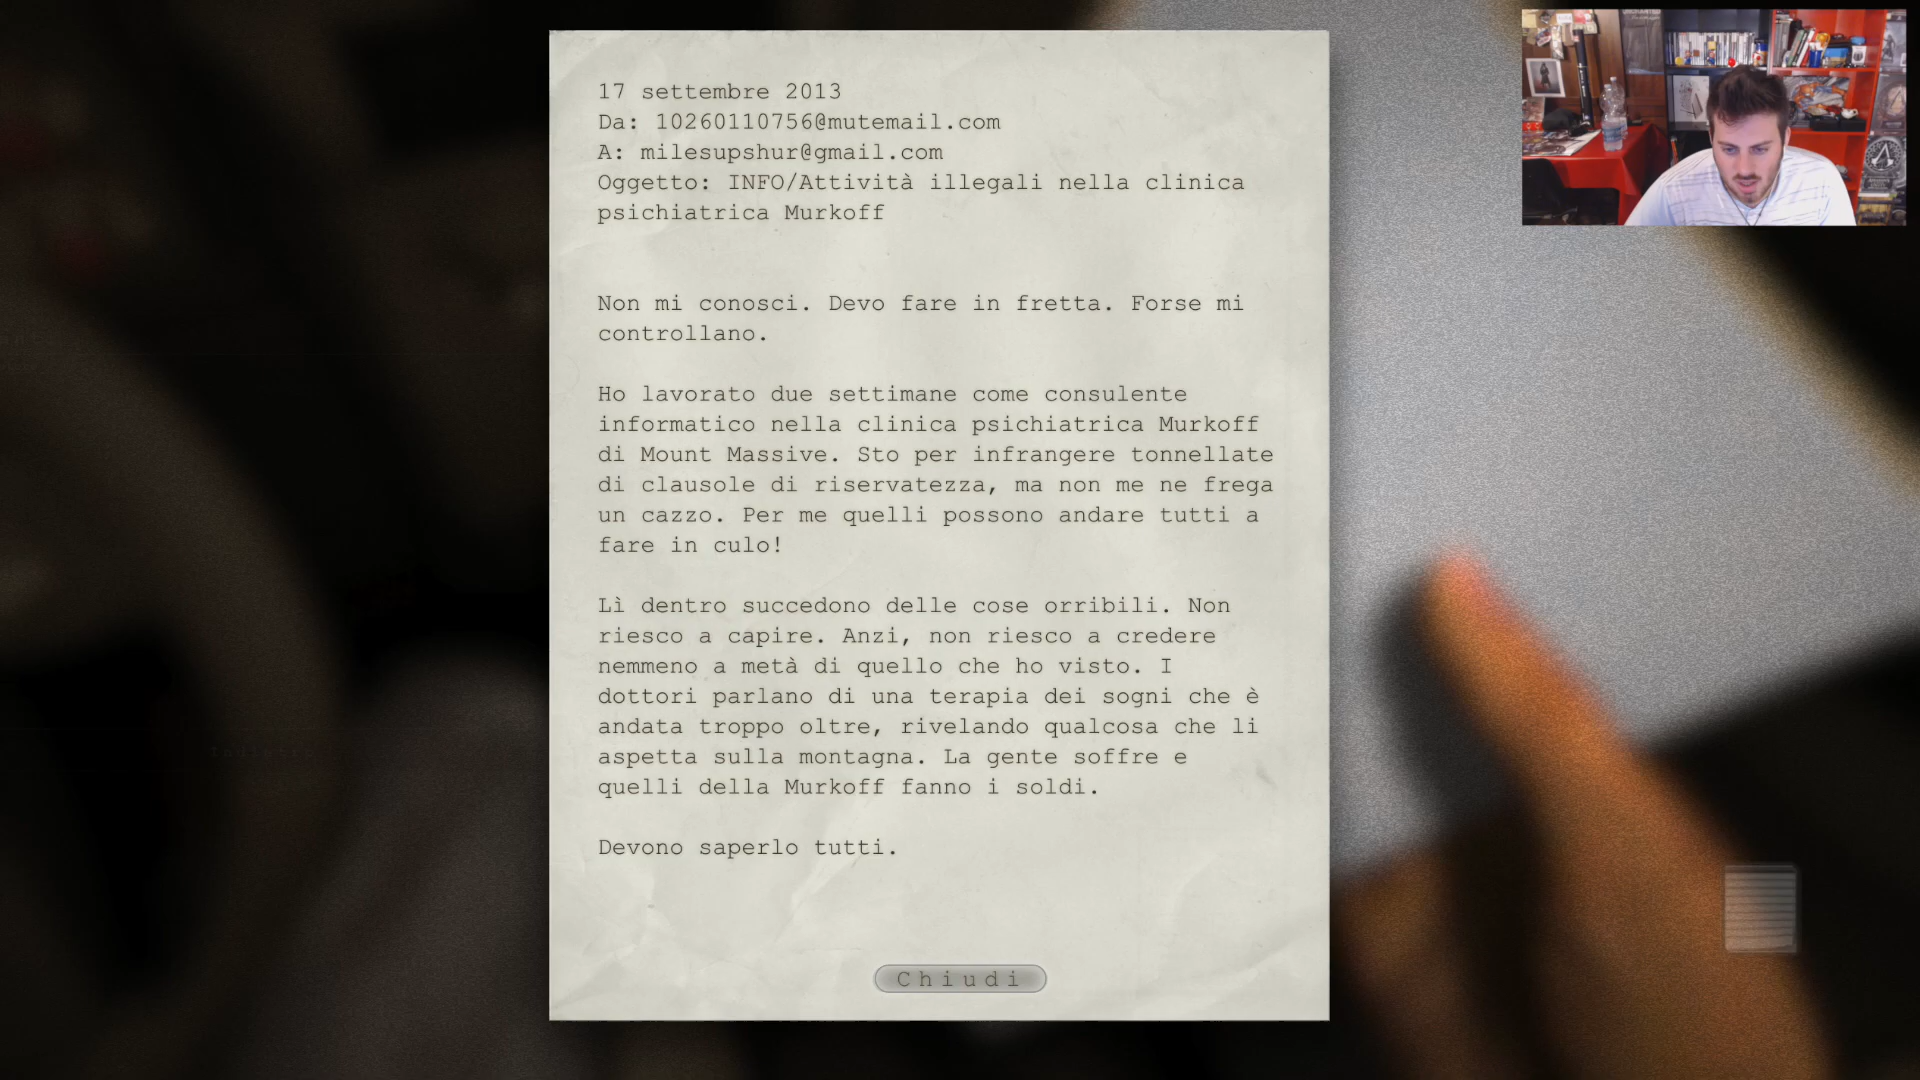 17 settembre 2013
Da: 10260110756@mutemail.com
A: milesupshur@gmail.com
Oggetto: INFO/Attività illegali nella clinica
psichiatrica Murkoff
Non mi conosci. Devo fare in fretta. Forse mi
controllano.
Ho lavorato due settimane come consulente
informatico nella clinica psichiatrica Murkoff
di Mount Massive. Sto per infrangere tonnellate
di clausole di riservatezza, ma non me ne frega
un cazzo. Per me quelli possono andare tutti a
fare in culo!
Lì dentro succedono delle cose orribili. Non
riesco a capire. Anzi, non riesco a credere
nemmeno a metà di quello che ho visto. I
dottori parlano di una terapia dei sogni che è
andata troppo oltre, rivelando qualcosa che li
aspetta sulla montagna. La gente soffre e
quelli della Murkoff fanno i soldi.
Devono saperlo tutti.
Chiudi